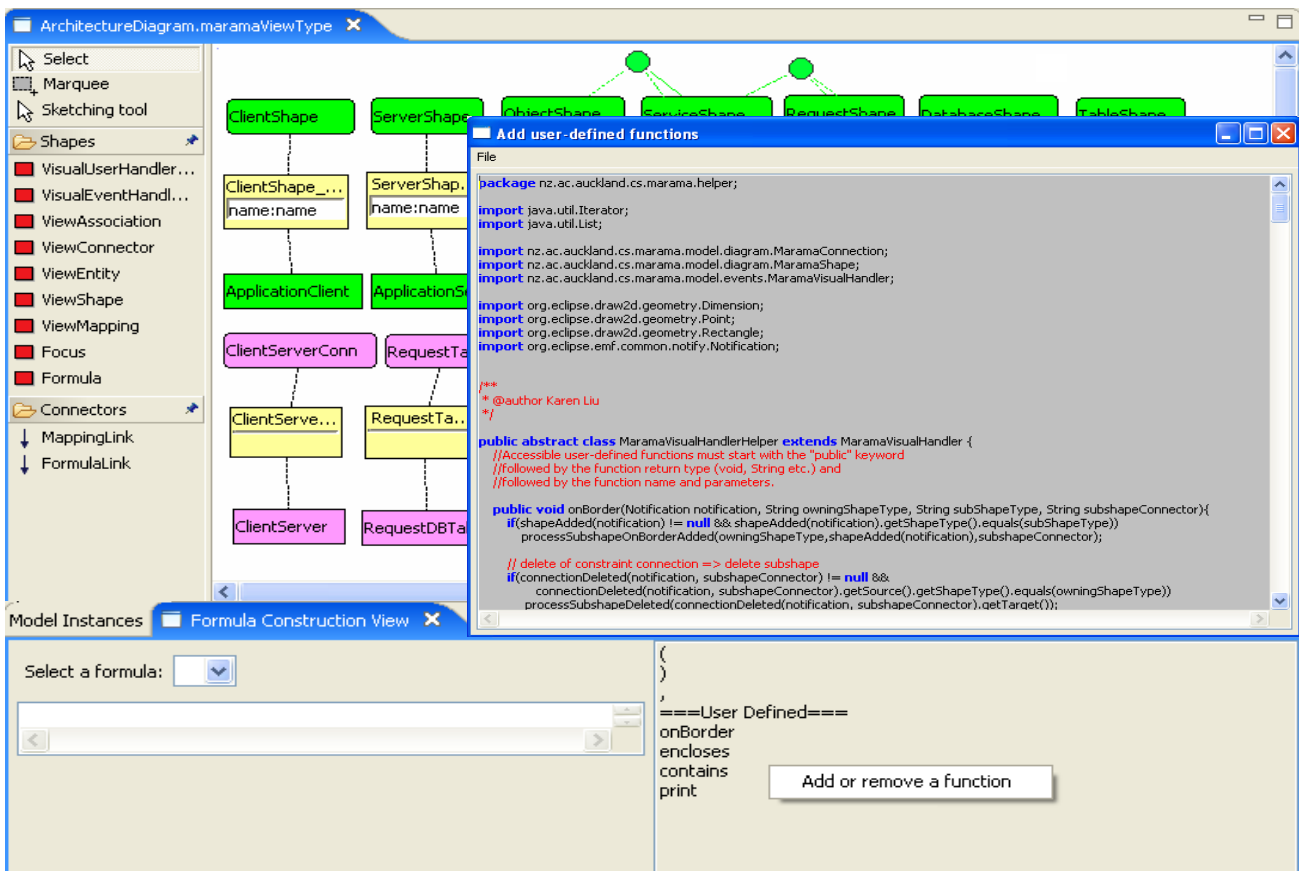 ArchitectureDiagram.maramaViewType
Select
Marquee
Sketching tool
Shapes
VisualUserHandler...
VisualEventHandl...
ViewAssociation
ViewConnector
ViewEntity
ViewShape
ViewMapping
Focus
Formula
Connectors
MappingLink
FormulaLink
ClientShape
ServerShape
ObjectShape
ServiceShape
RequestShape
DatabaseShape
TableShape
ClientShape_...
name:name
ServerShap.
name:name
ApplicationClient
ApplicationS
ClientServerConn
RequestTa
ClientServe...
RequestTa..
ClientServer
RequestDBTa
Add user-defined functions
File
package nz.ac.auckland.cs.marama.helper;
import java.util.Iterator;
import java.util.List;
import nz.ac.auckland.cs.marama.model.diagram.MaramaConnection;
import nz.ac.auckland.cs.marama.model.diagram.MaramaShape;
import nz.ac.auckland.cs.marama.model.events.MaramaVisualHandler;
import org.eclipse.draw2d.geometry.Dimension;
import org.eclipse.draw2d.geometry.Point;
import org.eclipse.draw2d.geometry.Rectangle;
import org.eclipse.emf.common.notify.Notification;
/**
* @author Karen Liu
*/
public abstract class MaramaVisualHandlerHelper extends MaramaVisualHandler {
//Accessible user-defined functions must start with the "public" keyword
//followed by the function return type (void, String etc.) and
//followed by the function name and parameters.
public void onBorder(Notification notification, String owningShapeType, String subShapeType, String subshapeConnector){
if(shapeAdded(notification) != null && shapeAdded(notification).getShapeType().equals(subShapeType))
processSubshapeOnBorderAdded(owningShapeType,shapeAdded(notification),subshapeConnector);
// delete of constraint connection => delete subshape
if(connectionDeleted(notification, subshapeConnector) != null &&
connectionDeleted(notification, subshapeConnector).getSource().getShapeType().equals(owningShapeType))
processSubshapeDeleted(connectionDeleted(notification, subshapeConnector).getTarget());
Model Instances
Formula Construction View
Select a formula:
(
)
,
===User Defined===
onBorder
encloses
contains
print
Add or remove a function